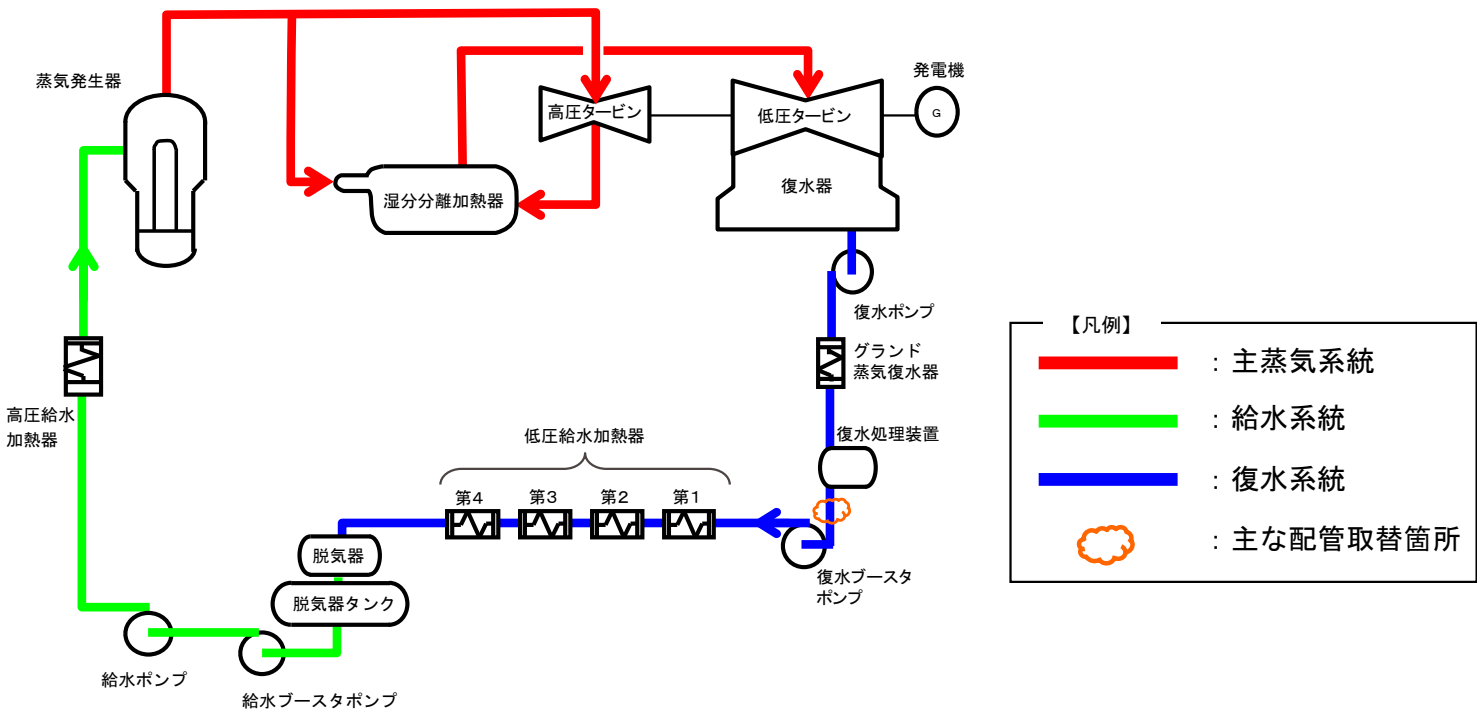 蒸気発生器
高圧タービン
低圧タービン
発電機
G
湿分分離加熱器
復水器
復水ポンプ
グランド
蒸気復水器
復水処理装置
高圧給水
加熱器
低圧給水加熱器
第4
第3
第2
第1
脱気器
脱気器タンク
復水ブースタ
ポンプ
給水ポンプ
給水ブースタポンプ
【凡例】
：主蒸気系統
：給水系統
：復水系統
：主な配管取替箇所